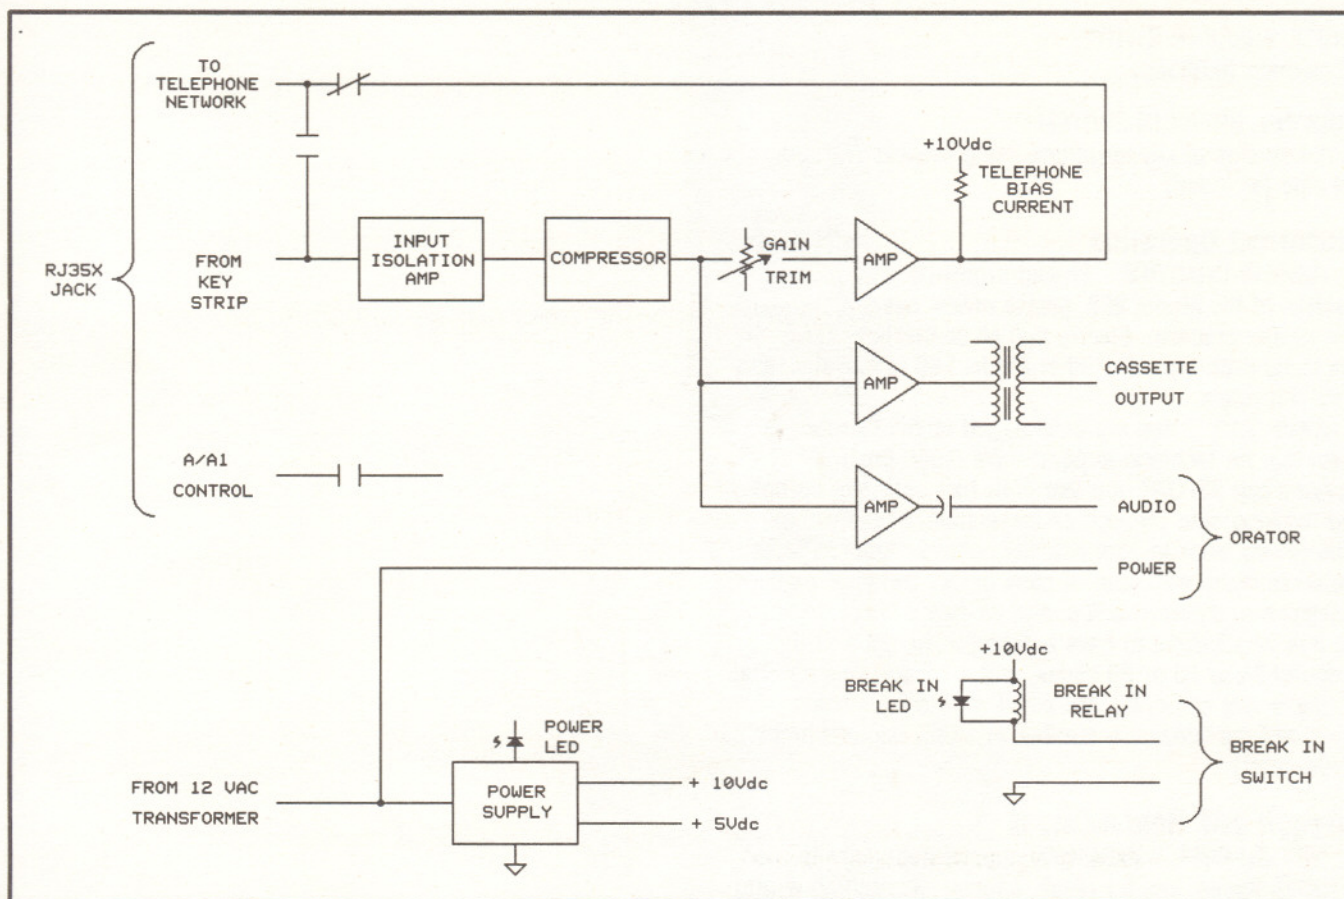 TO
TELEPHONE
NETWORK
+10Vdc
TELEPHONE
BIAS
CURRENT
RJ35X
JACK
FROM
KEY
STRIP
INPUT
ISOLATION
AMP
COMPRESSOR
GAIN
TRIM
AMP
AMP
CASSETTE
OUTPUT
A/A1
CONTROL
AMP
AUDIO
ORATOR
POWER
+10Vdc
BREAK IN
LED
BREAK IN
RELAY
BREAK IN
SWITCH
POWER
LED
FROM 12 VAC
TRANSFORMER
POWER
SUPPLY
+ 10Vdc
+ 5Vdc